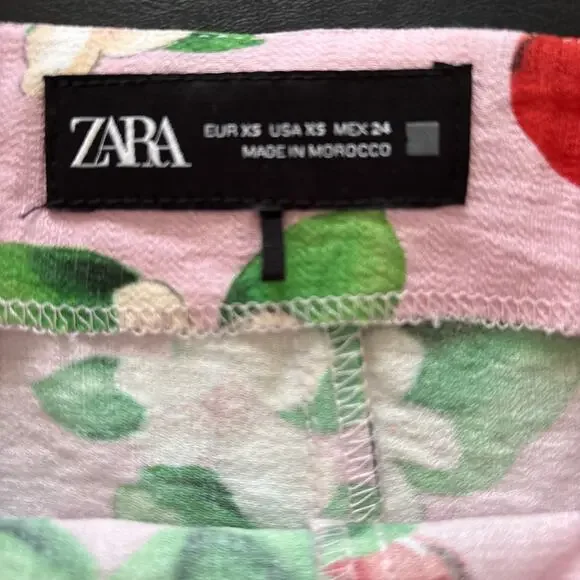 ZARA
EUR XS USA XS MEX 24
MADE IN MOROCCO